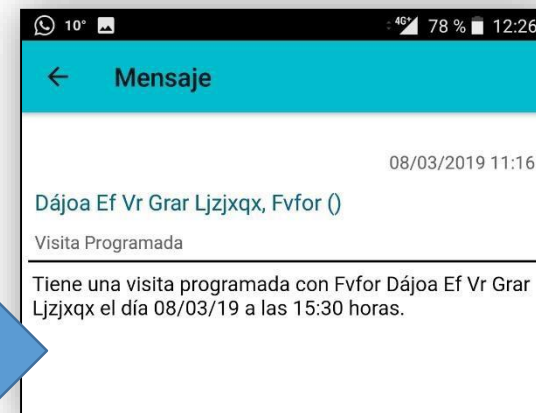 10° 4G+ 78 % 12:26
Mensaje
08/03/2019 11:16
Dájoa Ef Vr Grar Ljzjxqx, Fvfor ()
Visita Programada
Tiene una visita programada con Fvfor Dájoa Ef Vr Grar
Ljzjxqx el día 08/03/19 a las 15:30 horas.